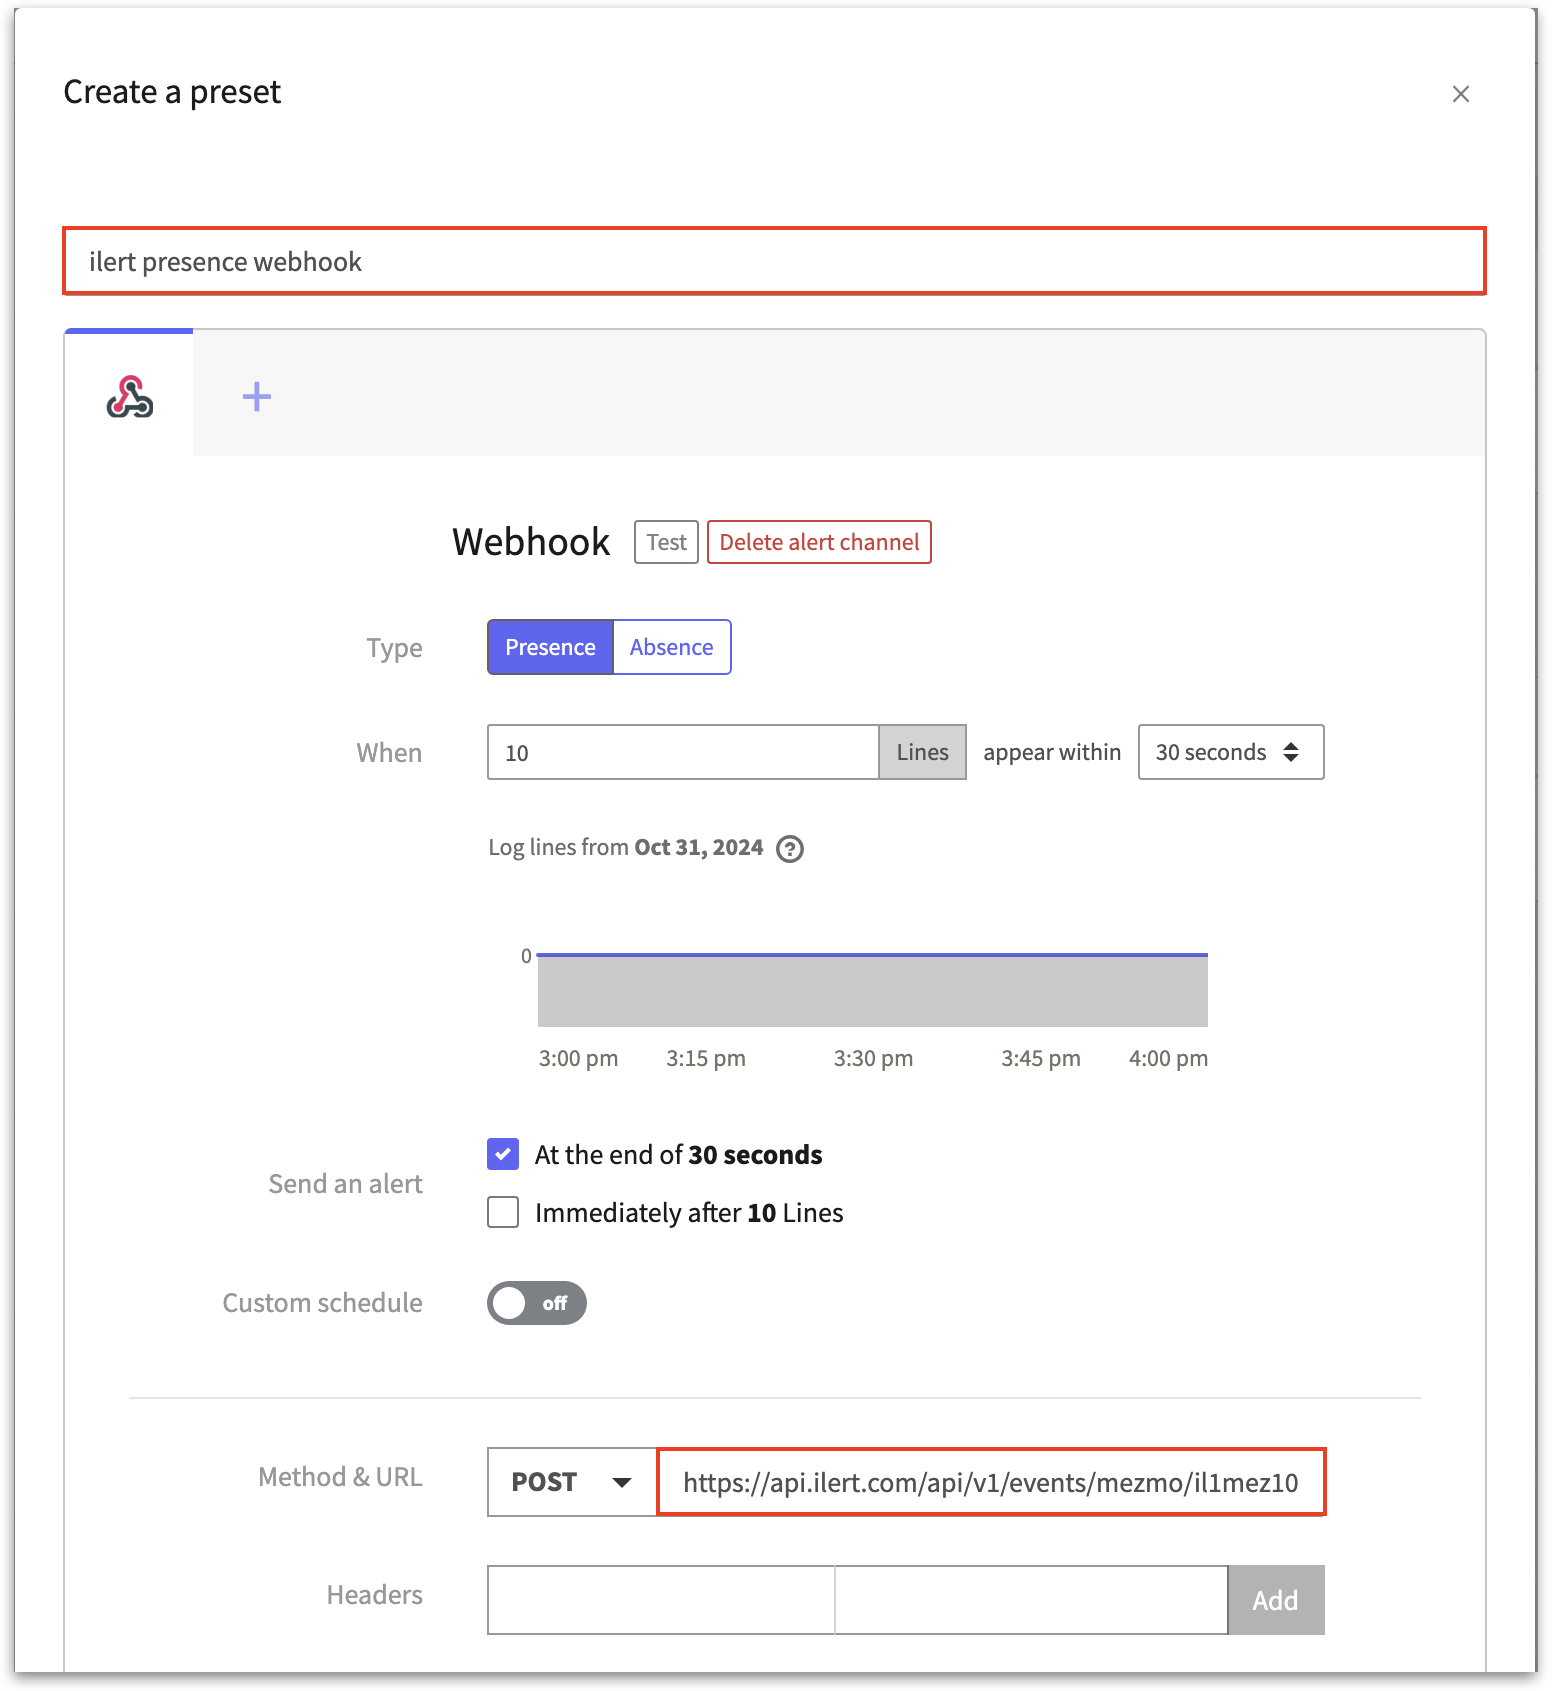 Create a preset
ilert presence webhook
Webhook Test Delete alert channel
Type Presence Absence
When 10 Lines appear within 30 seconds
Log lines from Oct 31, 2024 ?
0
3:00 pm 3:15 pm 3:30 pm 3:45 pm 4:00 pm
At the end of 30 seconds
Send an alert
Immediately after 10 Lines
Custom schedule off
Method & URL POST https://api.ilert.com/api/v1/events/mezmo/il1mez10
Headers Add